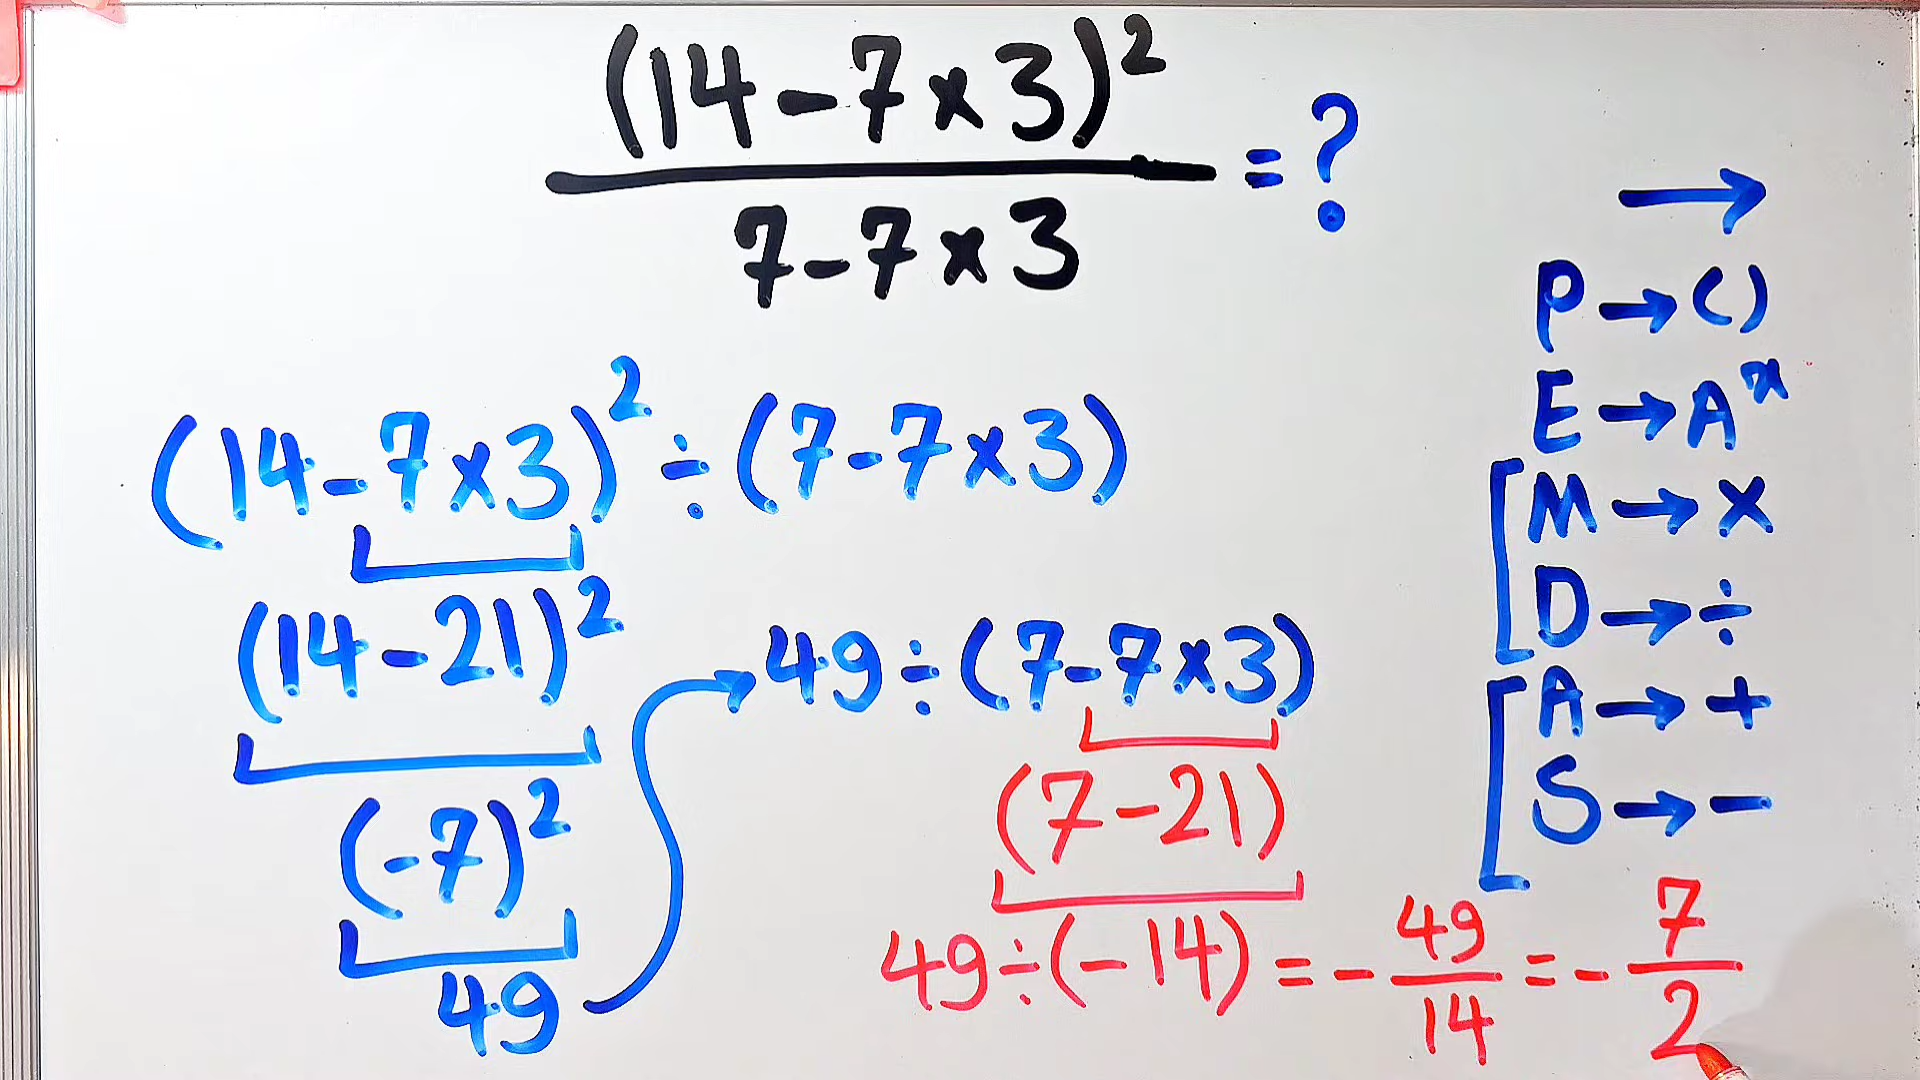 (14-7×3)²
7-7×3
= ?
→
P → ()
E → Aˣ
M → ×
D → ÷
A → +
S → -
(14-7×3)² ÷ (7-7×3)
(14-21)²
(-7)²
49
49÷(7-7×3)
(7-21)
49÷(-14) = - 49/14 = - 7/2